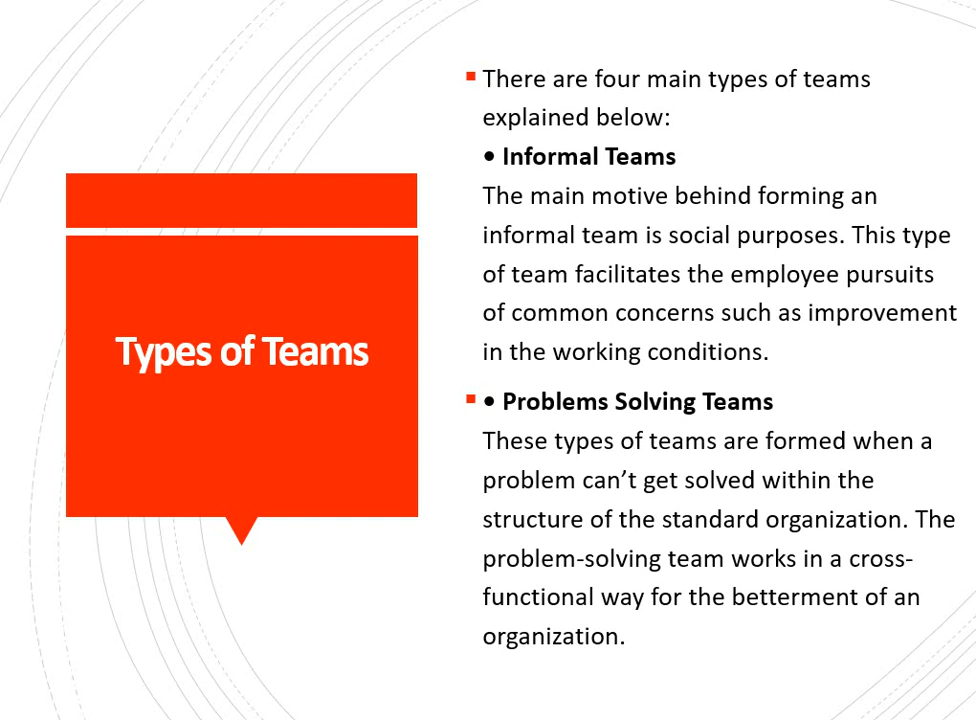 Types of Teams
There are four main types of teams
explained below:
• Informal Teams
The main motive behind forming an
informal team is social purposes. This type
of team facilitates the employee pursuits
of common concerns such as improvement
in the working conditions.
• Problems Solving Teams
These types of teams are formed when a
problem can’t get solved within the
structure of the standard organization. The
problem-solving team works in a cross-
functional way for the betterment of an
organization.